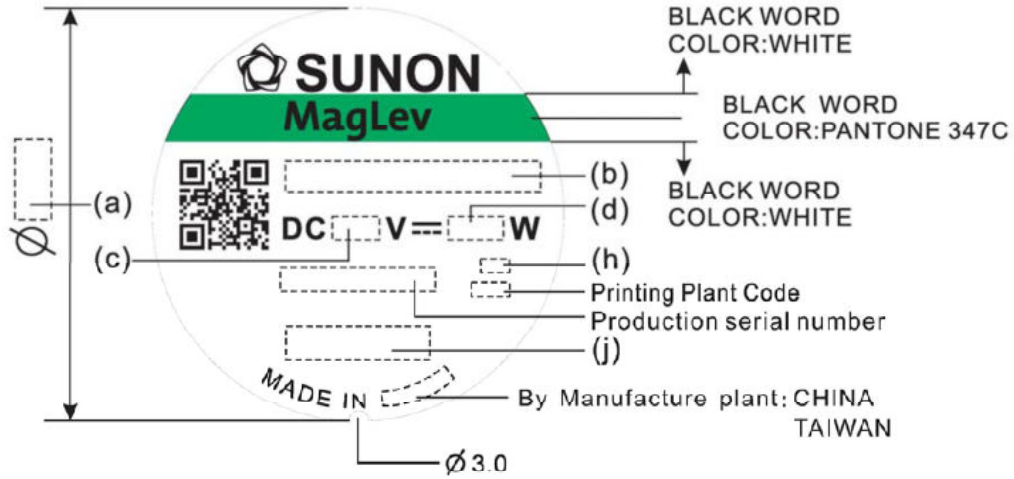 BLACK WORD
COLOR:WHITE
SUNON
MagLev
BLACK WORD
COLOR:PANTONE 347C
(a)
(b)
BLACK WORD
COLOR:WHITE
DC V W
(d)
Ø
(c)
(h)
Printing Plant Code
Production serial number
(j)
MADE IN
By Manufacture plant: CHINA
TAIWAN
Ø3.0